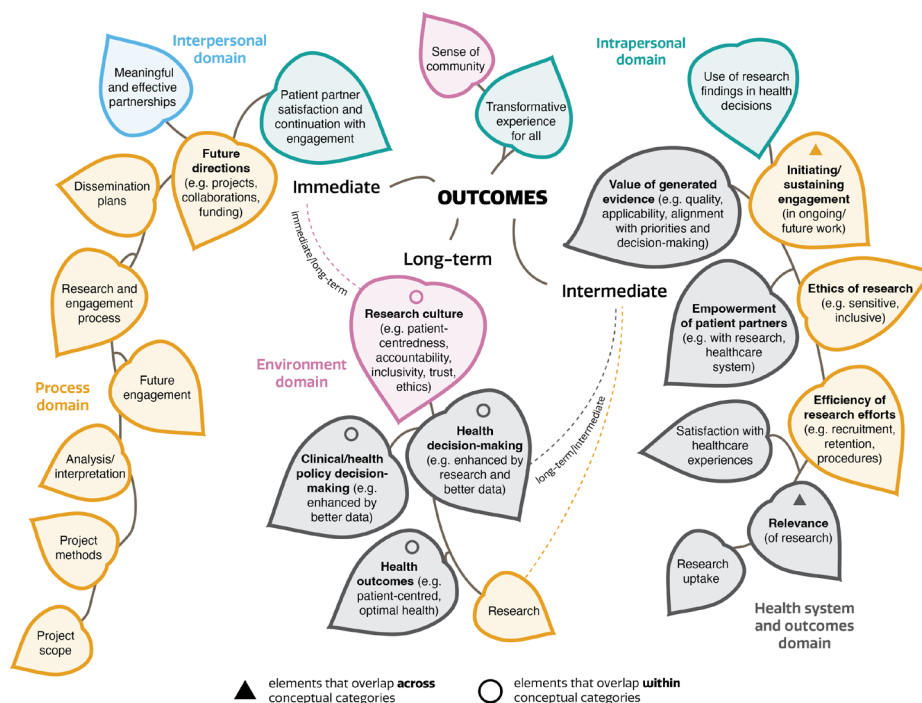 Interpersonal
domain
Meaningful
and effective
partnerships
Patient partner
satisfaction and
continuation with
engagement
Future
directions
(e.g. projects,
collaborations,
funding)
Dissemination
plans
Research and
engagement
process
Process
domain
Future
engagement
Analysis/
interpretation
Project
methods
Project
scope
Sense of
community
Transformative
experience
for all
Immediate
OUTCOMES
Long-term
Intermediate
immediate/long-term
Research culture
(e.g. patient-
centredness,
accountability,
inclusivity, trust,
ethics)
Environment
domain
Health
decision-making
(e.g. enhanced by
research and
better data)
Clinical/health
policy decision-
making (e.g.
enhanced by
better data)
long-term/intermediate
Health
outcomes (e.g.
patient-centred,
optimal health)
Research
Intrapersonal
domain
Use of research
findings in health
decisions
Initiating/
sustaining
engagement
(in ongoing/
future work)
Value of generated
evidence (e.g. quality,
applicability, alignment
with priorities and
decision-making)
Ethics of research
(e.g. sensitive,
inclusive)
Empowerment
of patient partners
(e.g. with research,
healthcare
system)
Efficiency of
research efforts
(e.g. recruitment,
retention,
procedures)
Satisfaction with
healthcare
experiences
Relevance
(of research)
Research
uptake
Health system
and outcomes
domain
elements that overlap across
conceptual categories
elements that overlap within
conceptual categories